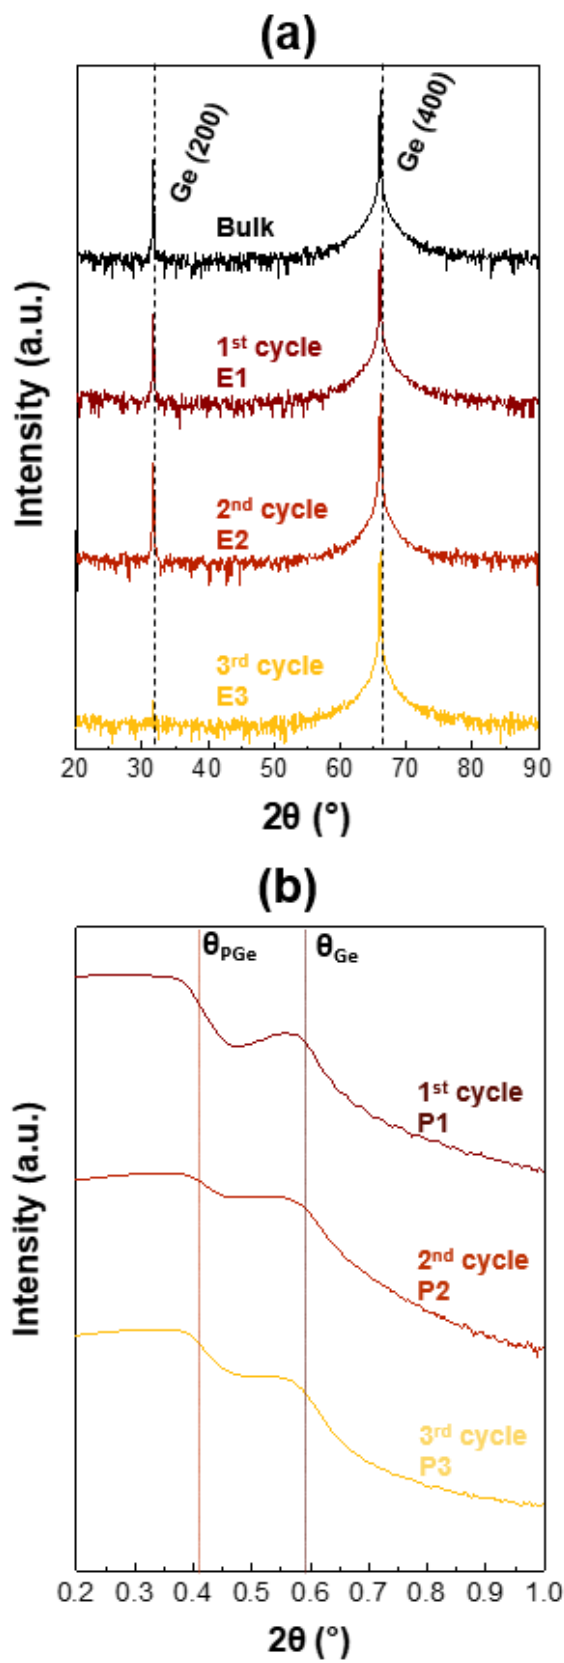 (a)
Ge (200)
Ge (400)
Bulk
1st cycle
E1
2nd cycle
E2
3rd cycle
E3
Intensity (a.u.)
20 30 40 50 60 70 80 90
2θ (°)
(b)
θPGe
θGe
1st cycle
P1
2nd cycle
P2
3rd cycle
P3
Intensity (a.u.)
0.2 0.3 0.4 0.5 0.6 0.7 0.8 0.9 1.0
2θ (°)